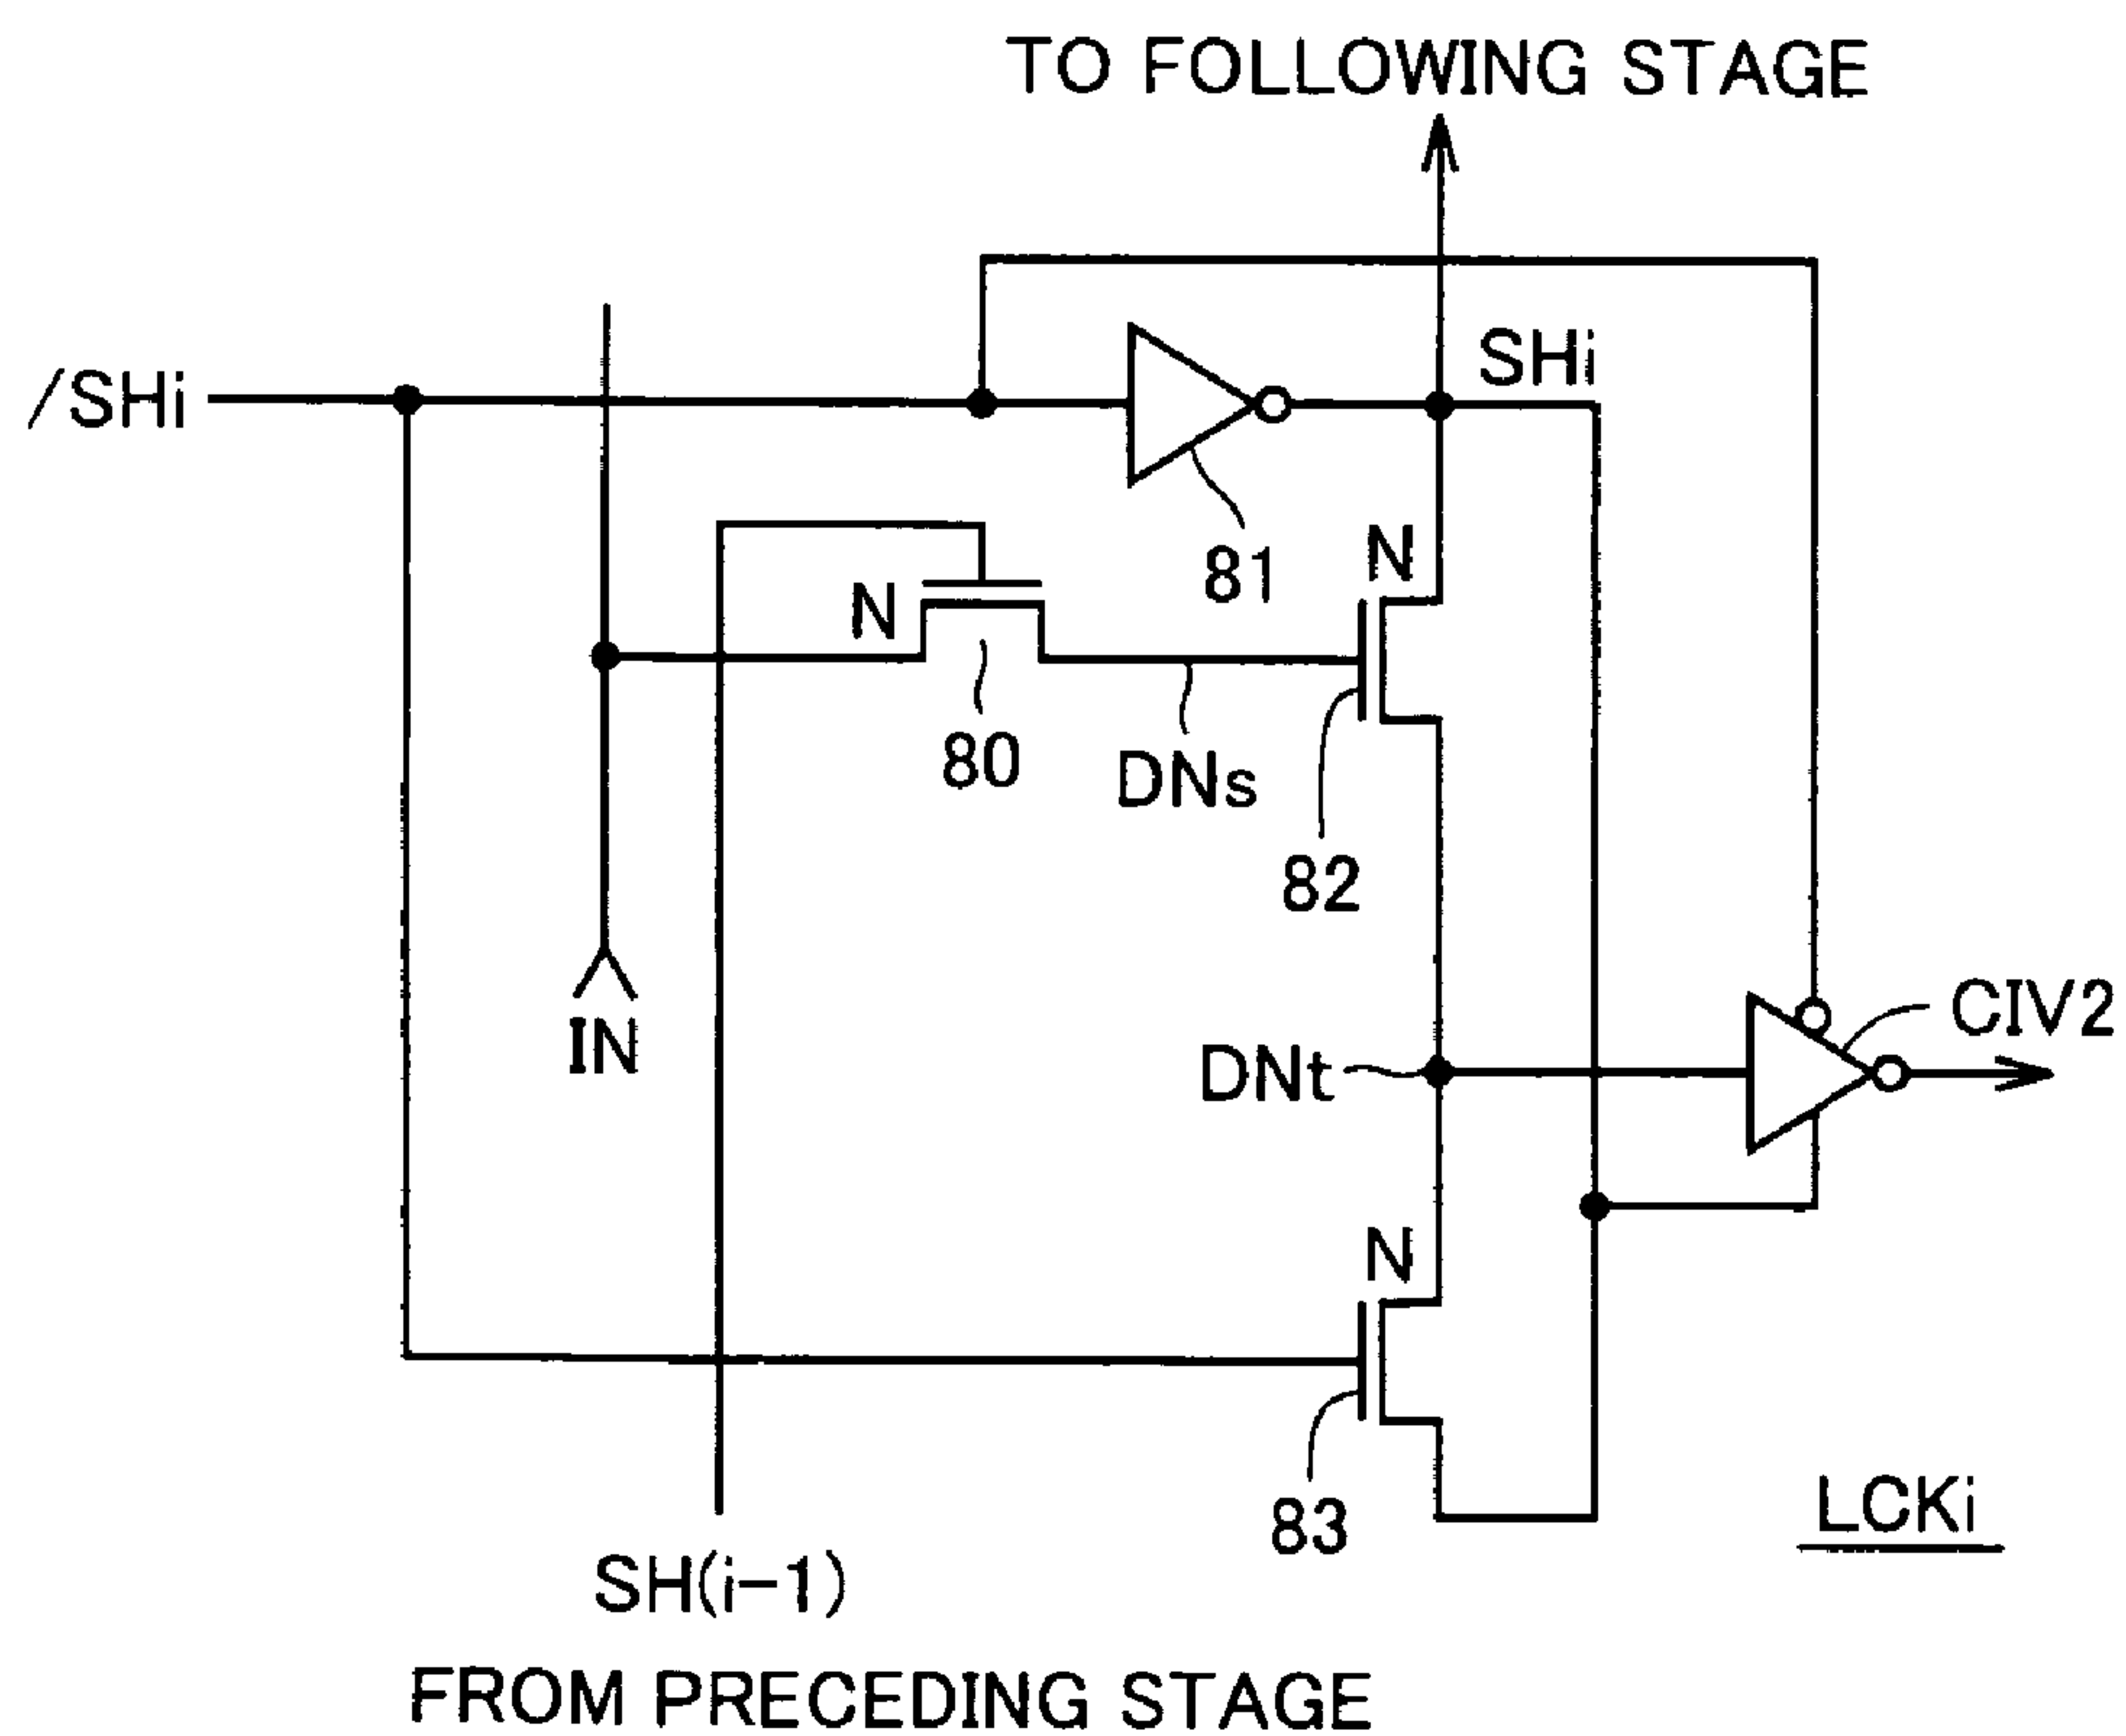 TO FOLLOWING STAGE
SHi
/SHi
81
N
N
80
DNs
82
CIV2
IN
DNt
N
83
LCKi
SH(i-1)
FROM PRECEDING STAGE